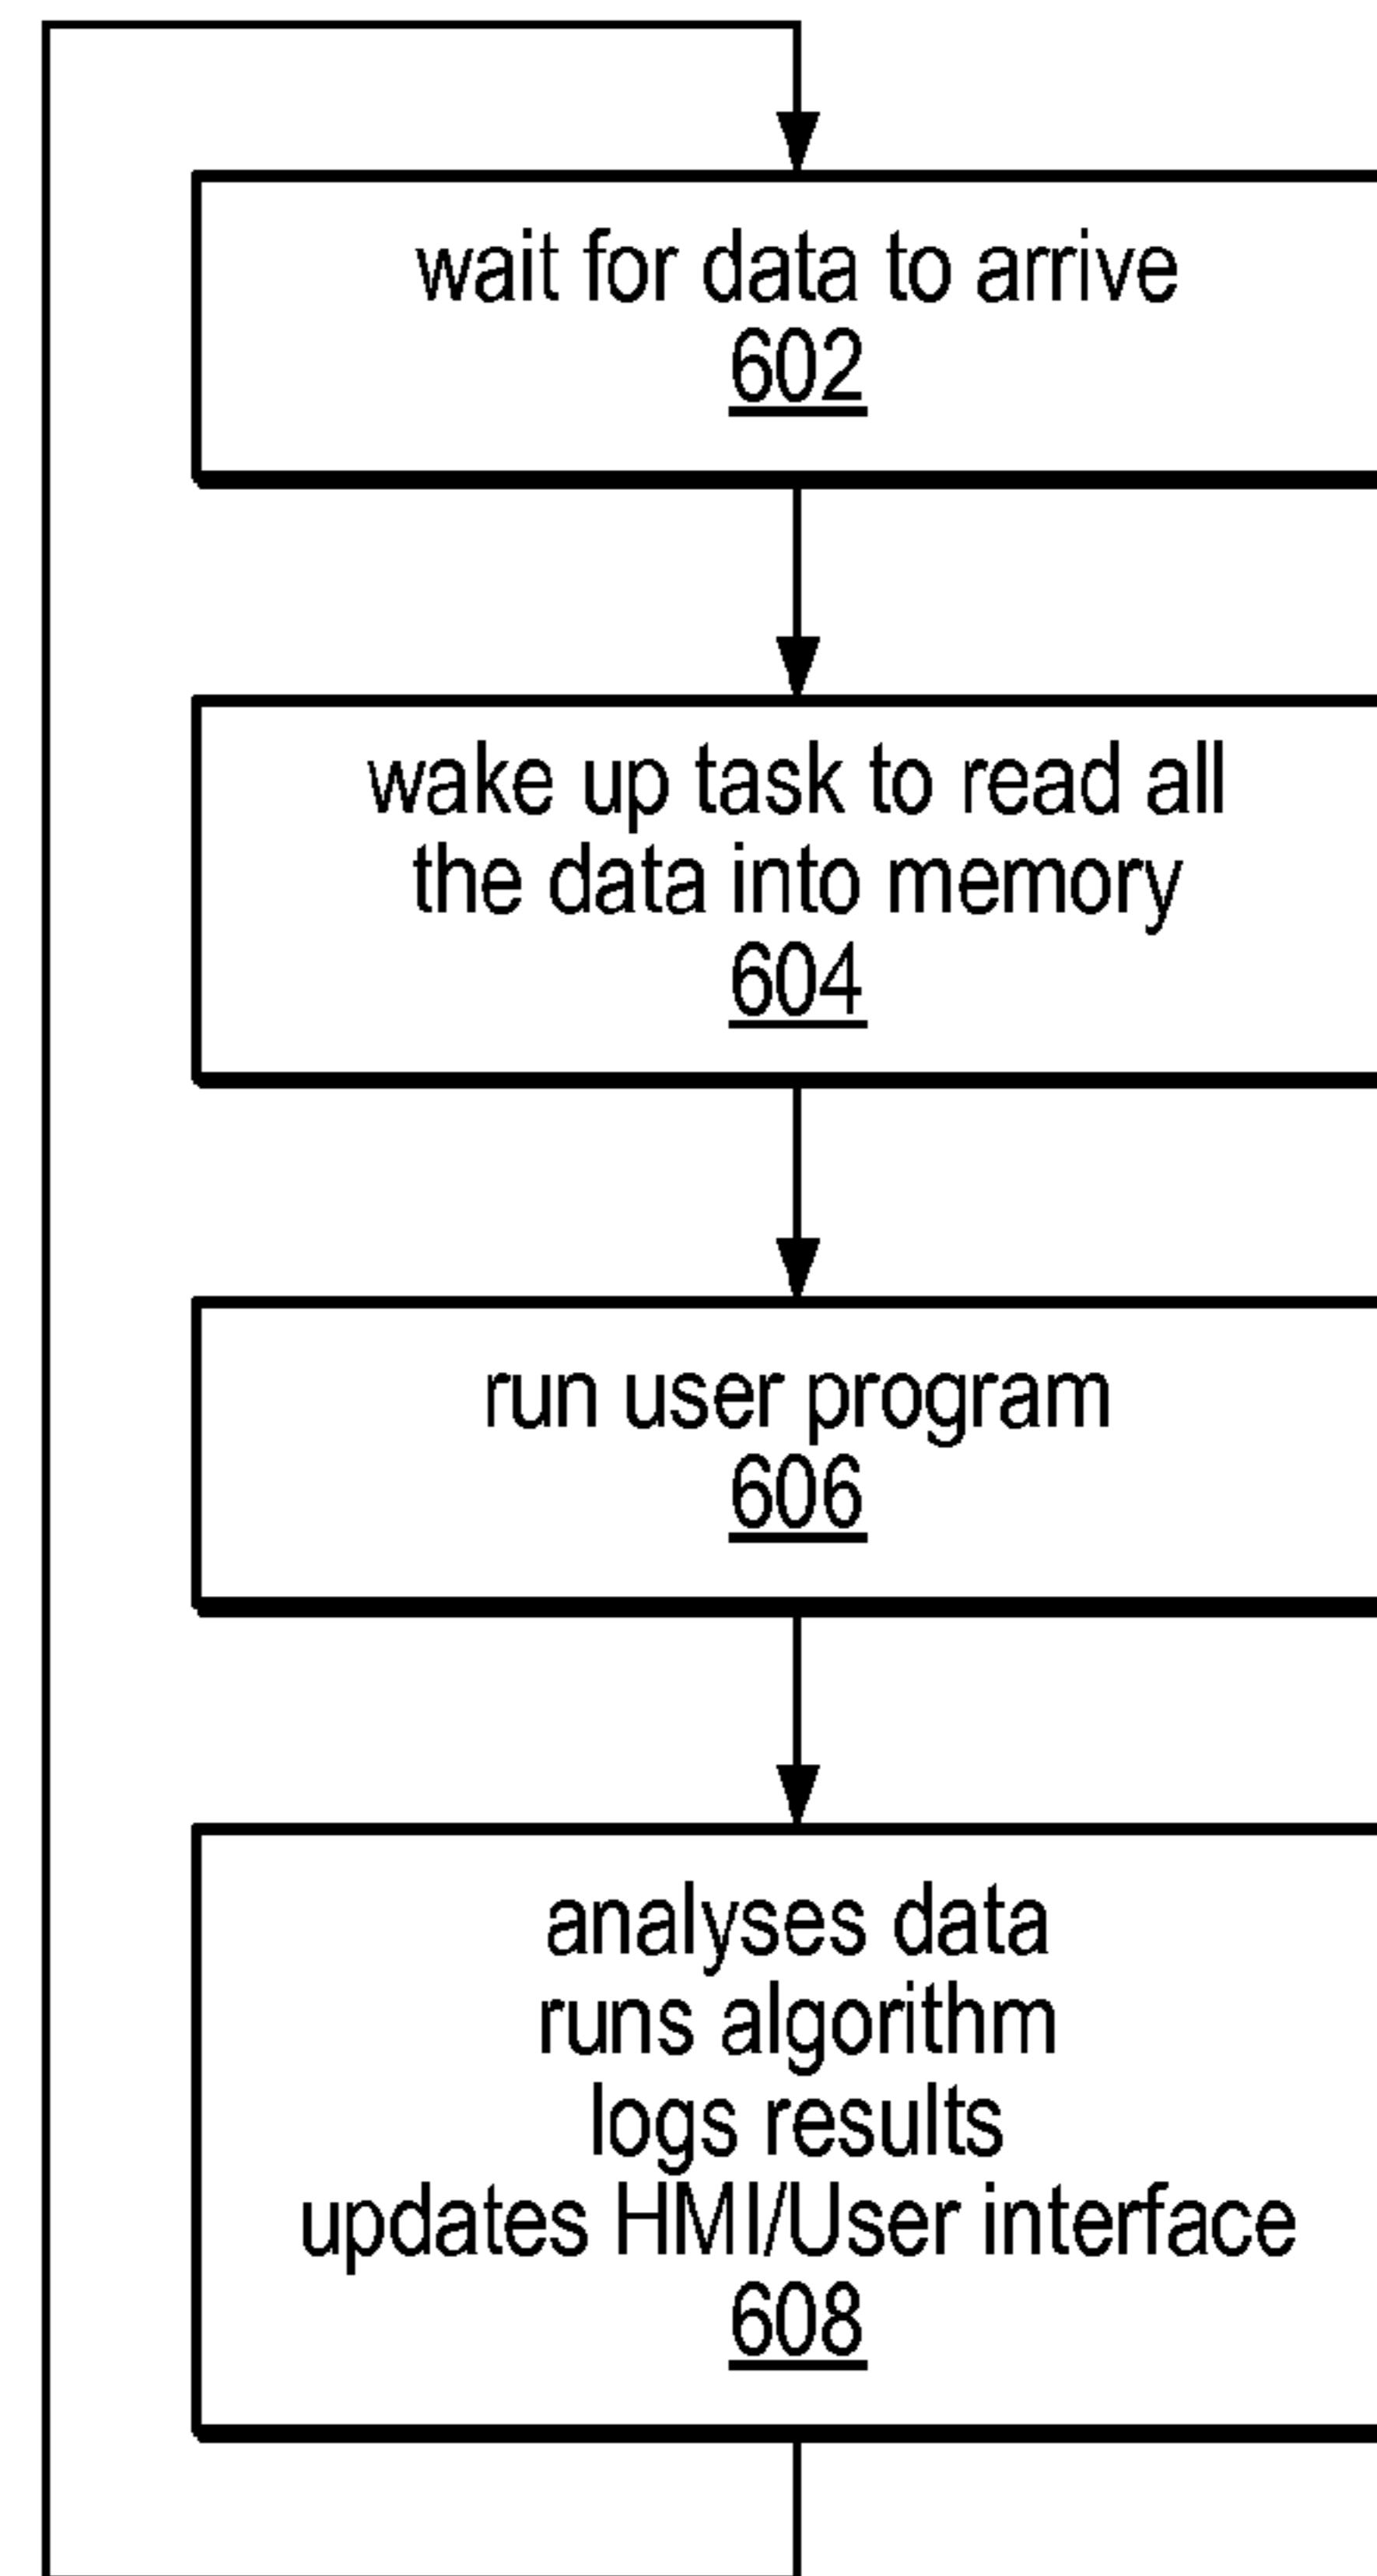 wait for data to arrive
602
wake up task to read all
the data into memory
604
run user program
606
analyses data
runs algorithm
logs results
updates HMI/User interface
608